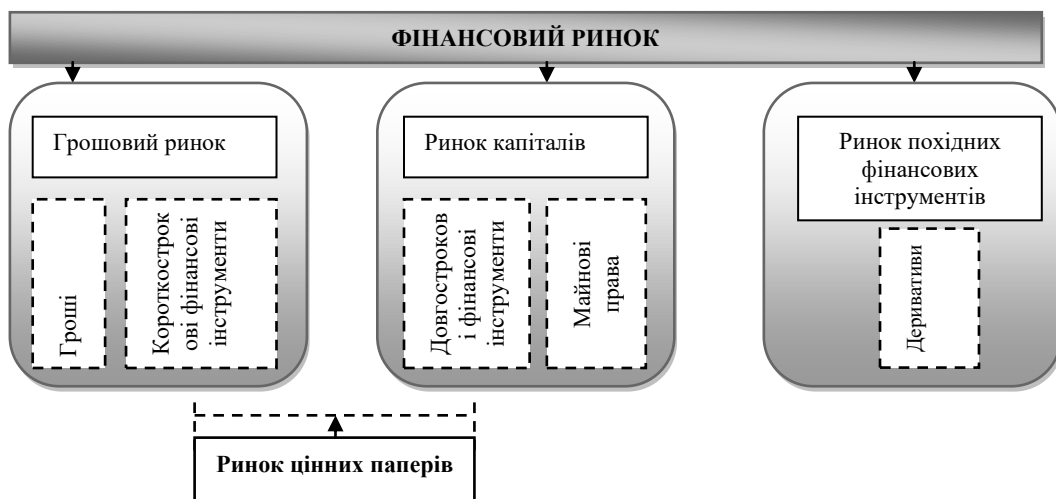 ФІНАНСОВИЙ РИНОК
Грошовий ринок
Гроші
Короткостроk
ові фінансові
інструменти
Ринок капіталів
Довгостроков
і фінансові
інструменти
Майнові
права
Ринок похідних
фінансових
інструментів
Деривативи
Ринок цінних паперів